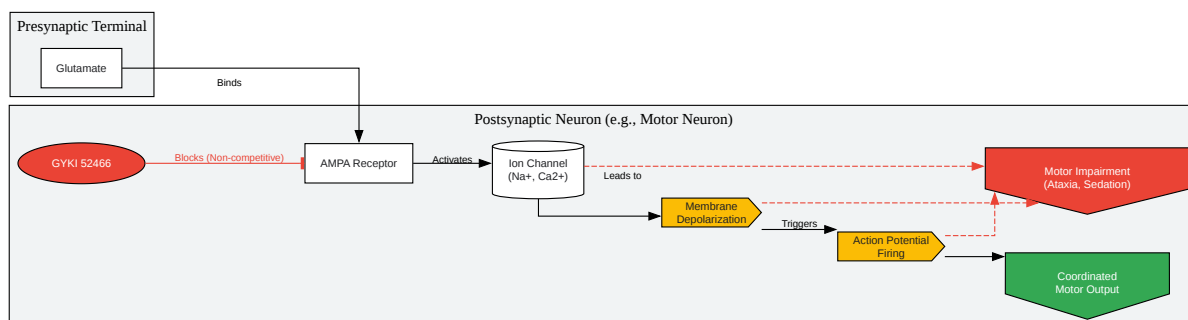 Presynaptic Terminal
Glutamate
Binds
Postsynaptic Neuron (e.g., Motor Neuron)
GYKI 52466
Blocks (Non-competitive)
AMPA Receptor
Activates
Ion Channel
(Na+, Ca2+)
Leads to
Motor Impairment
(Ataxia, Sedation)
Membrane
Depolarization
Triggers
Action Potential
Firing
Coordinated
Motor Output